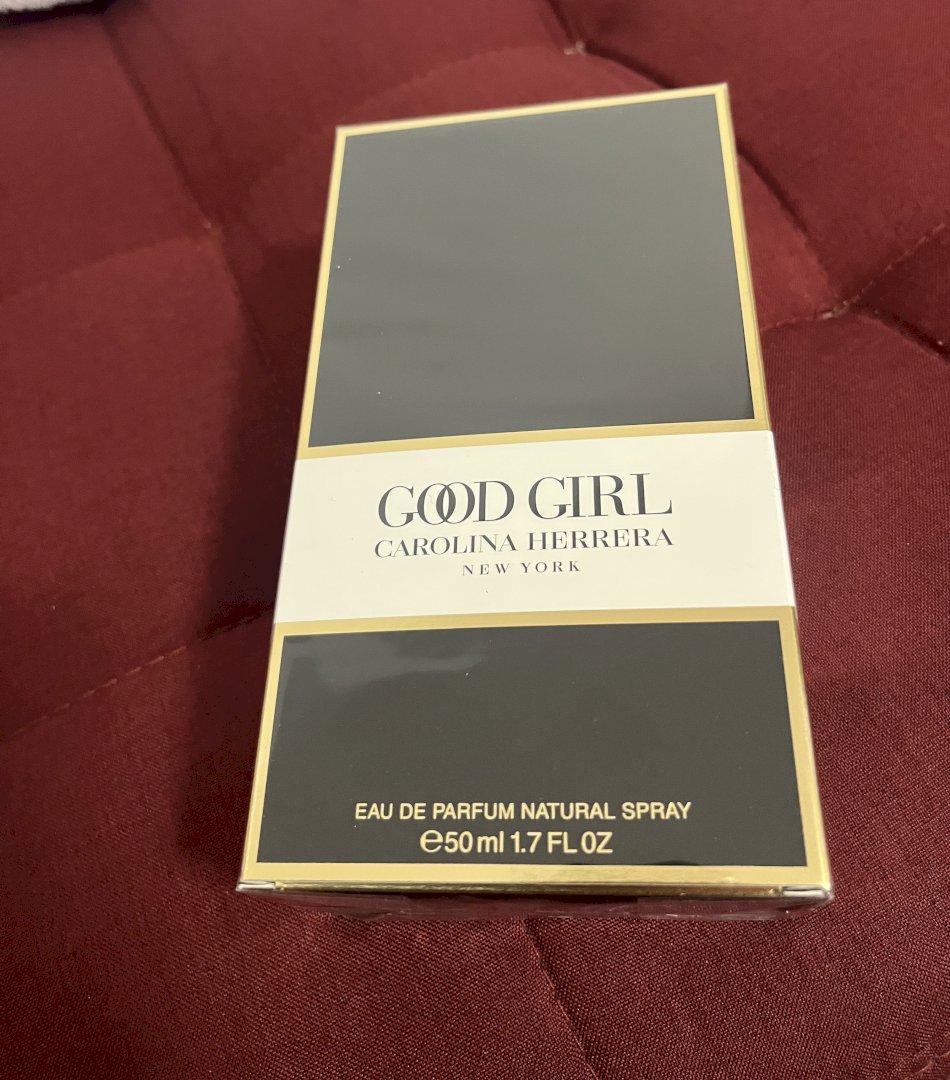 GOOD GIRL
CAROLINA HERRERA
NEW YORK
EAU DE PARFUM NATURAL SPRAY
℮50 ml 1.7 FL OZ